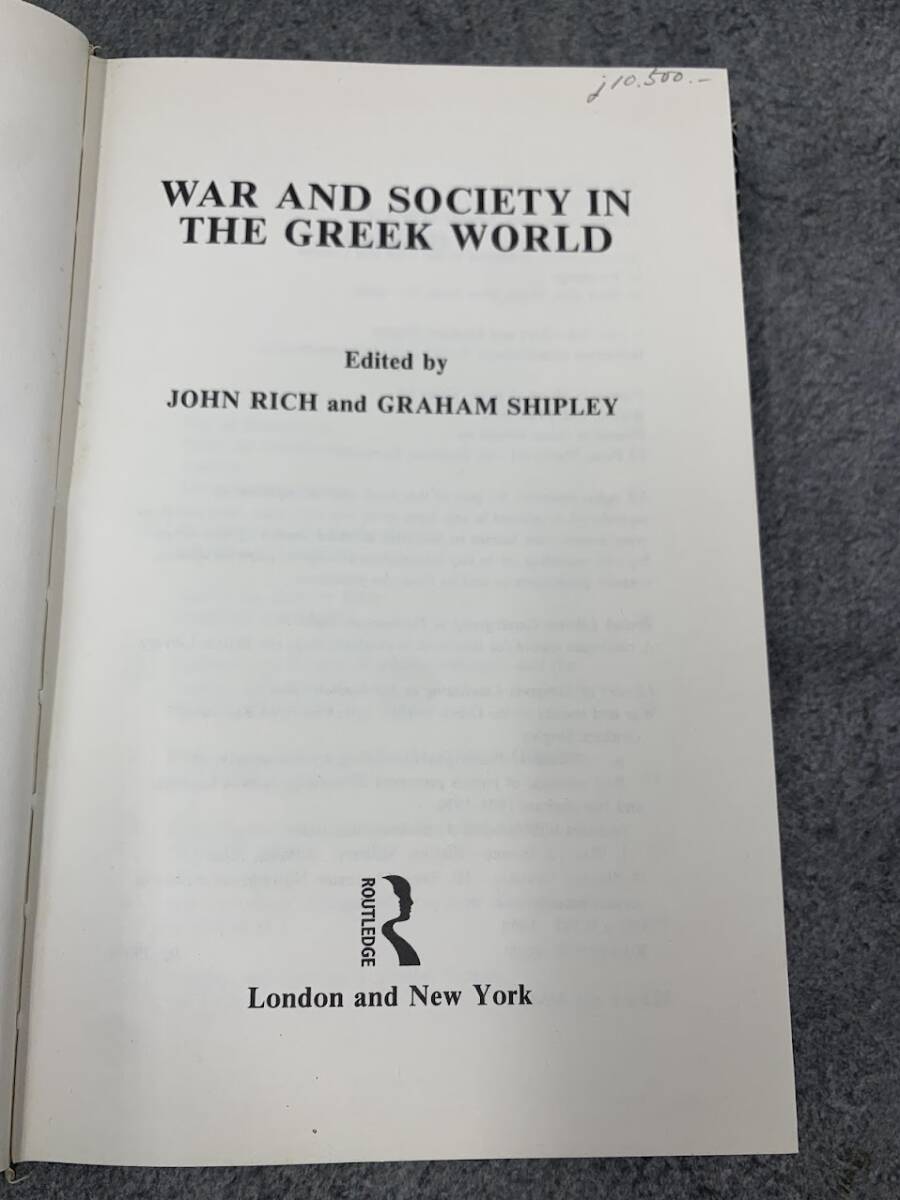 j10.500.–
WAR AND SOCIETY IN
THE GREEK WORLD
Edited by
JOHN RICH and GRAHAM SHIPLEY
ROUTLEDGE
London and New York